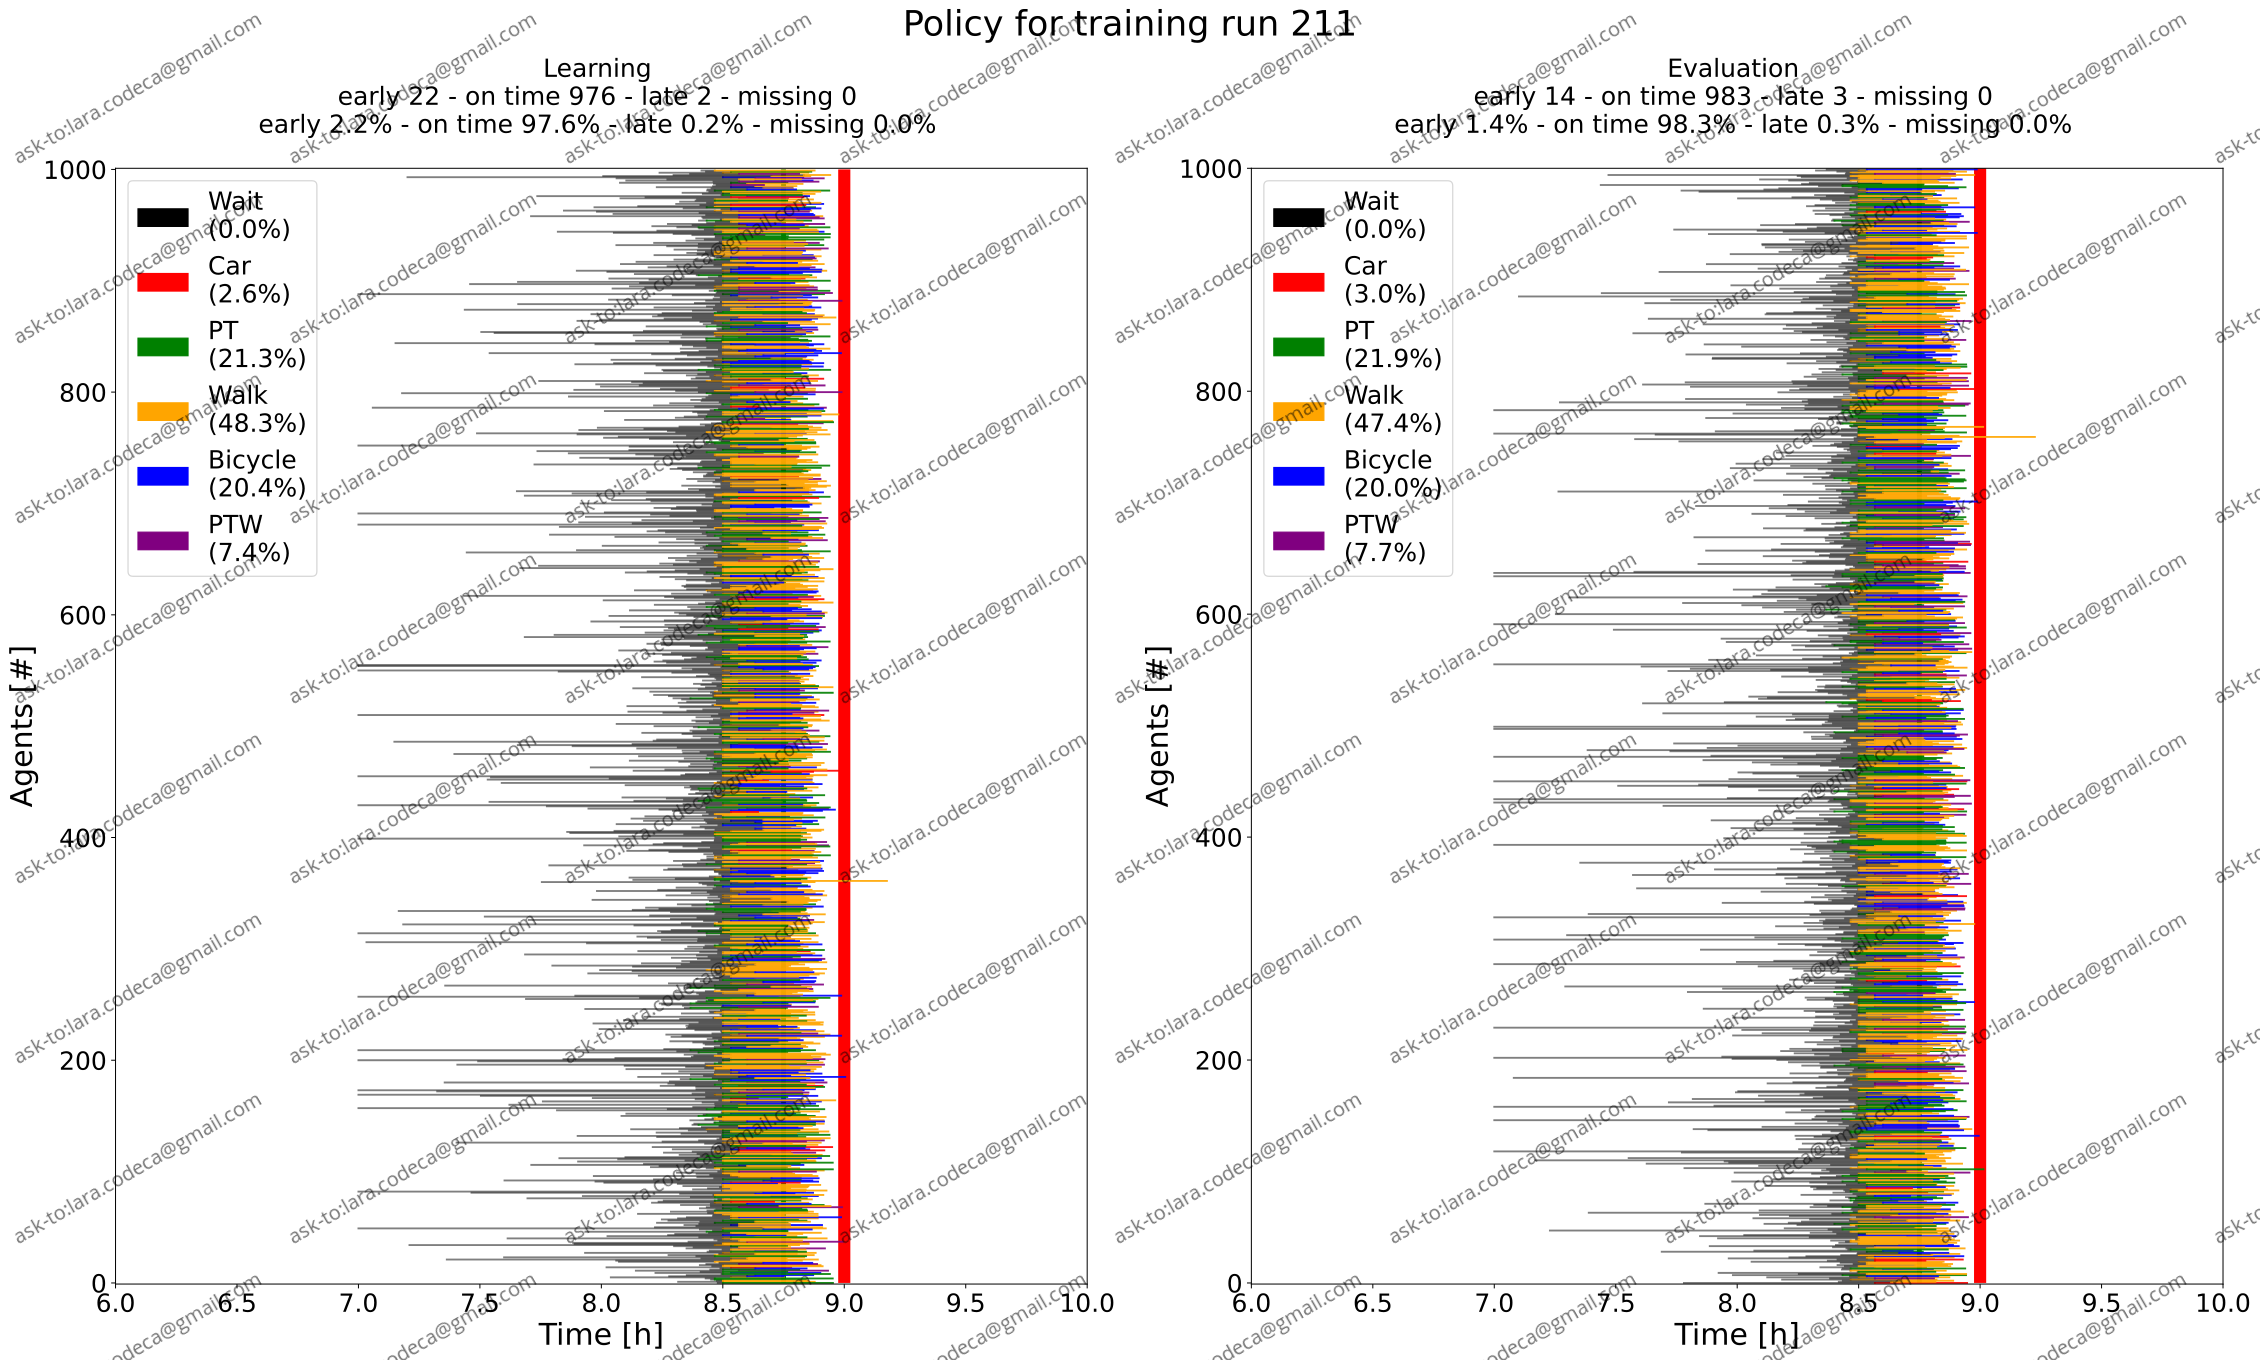 Policy for training run 211
Learning
early 22 - on time 976 - late 2 - missing 0
early 2.2% - on time 97.6% - late 0.2% - missing 0.0%
Wait
(0.0%)
Car
(2.6%)
PT
(21.3%)
Walk
(48.3%)
Bicycle
(20.4%)
PTW
(7.4%)
Agents [#]
1000
800
600
400
200
0
6.0 6.5 7.0 7.5 8.0 8.5 9.0 9.5 10.0
Time [h]
Evaluation
early 14 - on time 983 - late 3 - missing 0
early 1.4% - on time 98.3% - late 0.3% - missing 0.0%
Wait
(0.0%)
Car
(3.0%)
PT
(21.9%)
Walk
(47.4%)
Bicycle
(20.0%)
PTW
(7.7%)
Agents [#]
1000
800
600
400
200
0
6.0 6.5 7.0 7.5 8.0 8.5 9.0 9.5 10.0
Time [h]
ask-to:lara.codeca@gmail.com